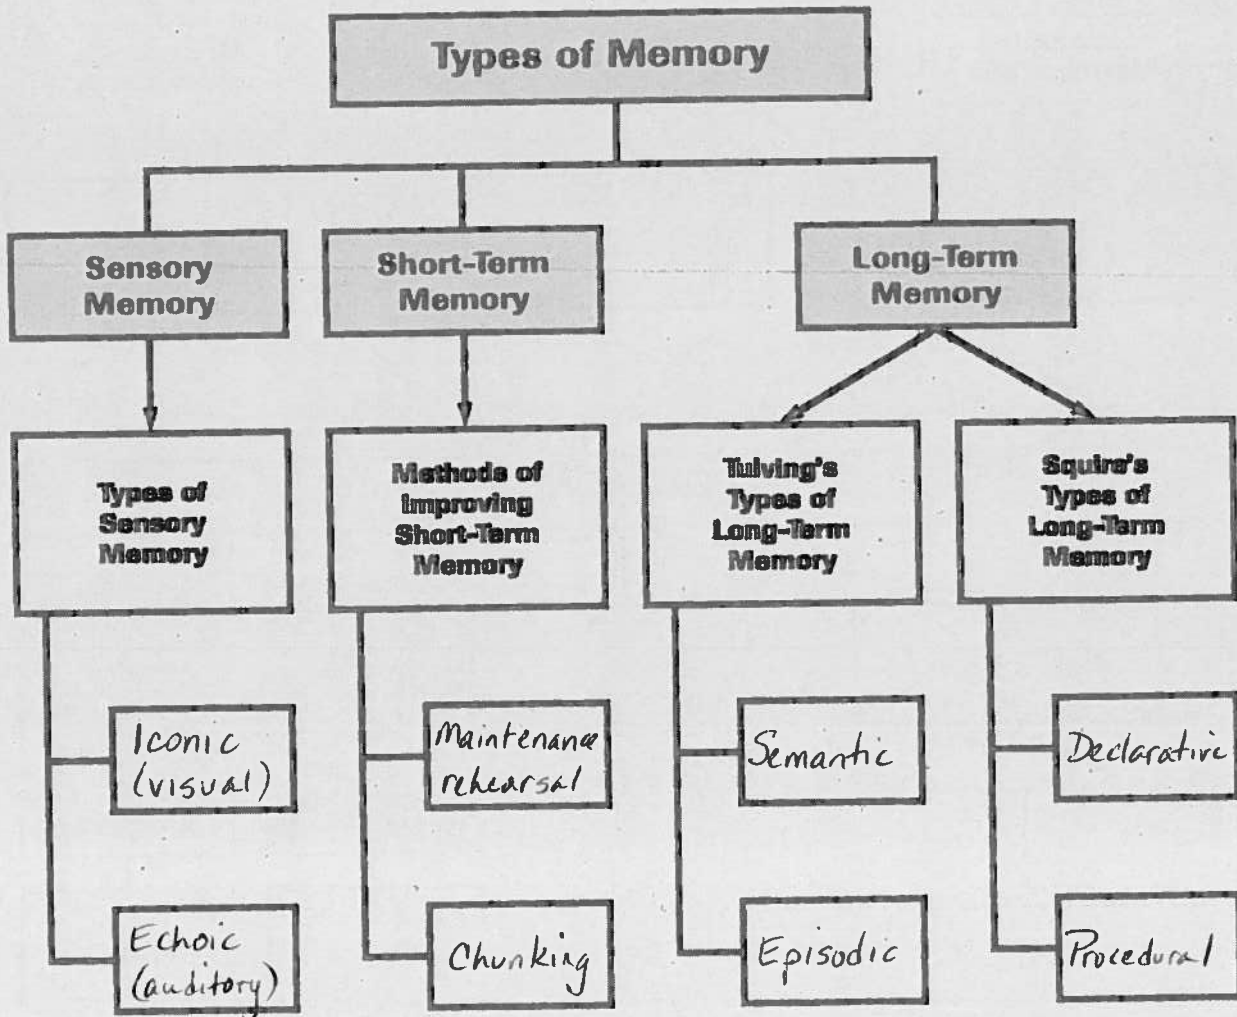 Types of Memory
Sensory
Memory
Short-Term
Memory
Long-Term
Memory
Types of
Sensory
Memory
Methods of
Improving
Short-Term
Memory
Tulving's
Types of
Long-Term
Memory
Squire's
Types of
Long-Term
Memory
Iconic
(visual)
Echoic
(auditory)
Maintenance
rehearsal
Chunking
Semantic
Episodic
Declarative
Procedural